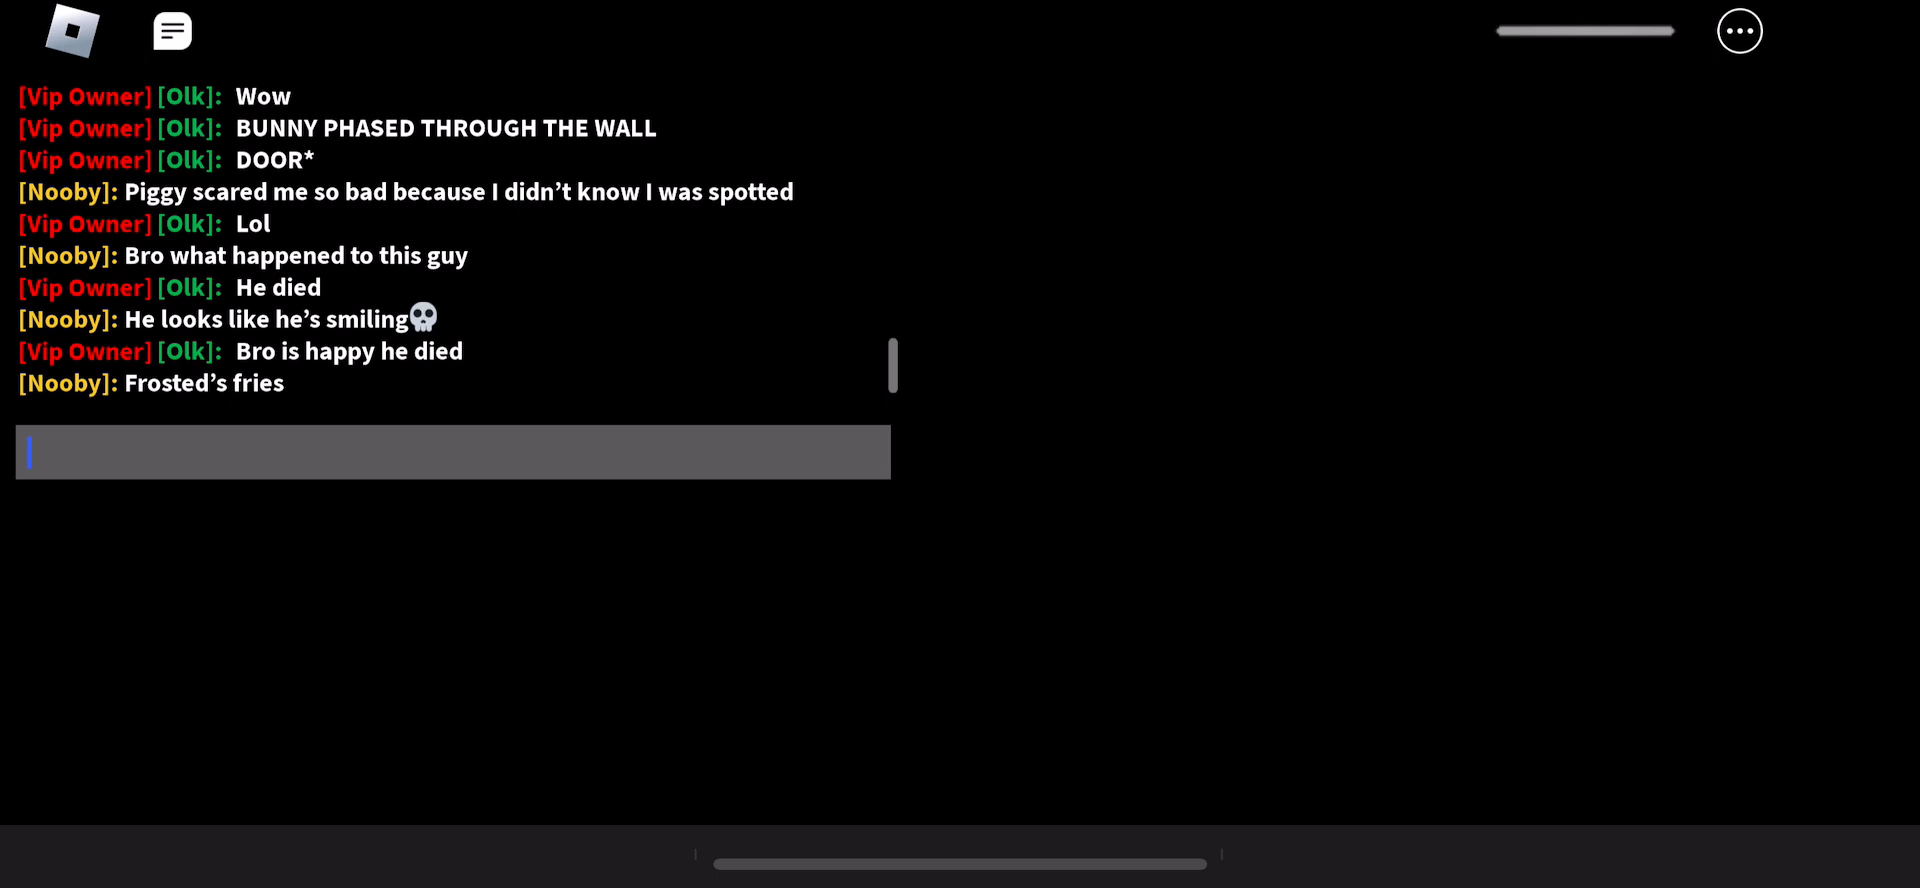 [Vip Owner] [Olk]: Wow
[Vip Owner] [Olk]: BUNNY PHASED THROUGH THE WALL
[Vip Owner] [Olk]: DOOR*
[Nooby]: Piggy scared me so bad because I didn’t know I was spotted
[Vip Owner] [Olk]: Lol
[Nooby]: Bro what happened to this guy
[Vip Owner] [Olk]: He died
[Nooby]: He looks like he’s smiling💀
[Vip Owner] [Olk]: Bro is happy he died
[Nooby]: Frosted’s fries